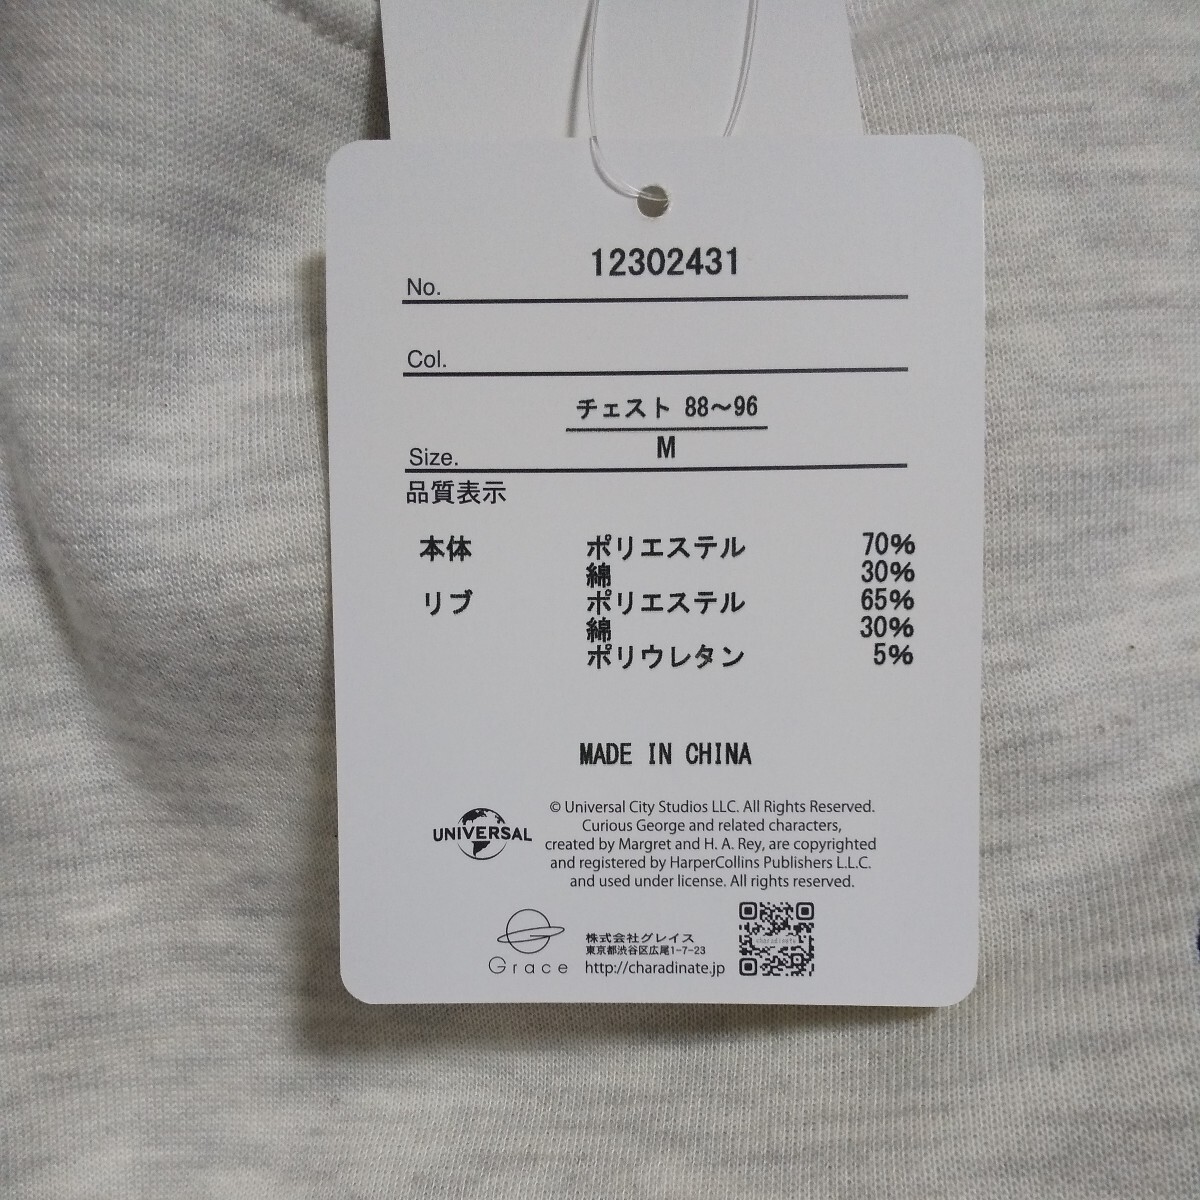 12302431
No.
Col.
チェスト 88～96
M
Size.
品質表示
本体 ポリエステル 70%
綿 30%
リブ ポリエステル 65%
綿 30%
ポリウレタン 5%
MADE IN CHINA
UNIVERSAL
© Universal City Studios LLC. All Rights Reserved.
Curious George and related characters,
created by Margret and H. A. Rey, are copyrighted
and registered by HarperCollins Publishers L.L.C.
and used under license. All rights reserved.
Grace
株式会社グレイス
東京都渋谷区広尾1-7-23
http://charadinate.jp
charadinate